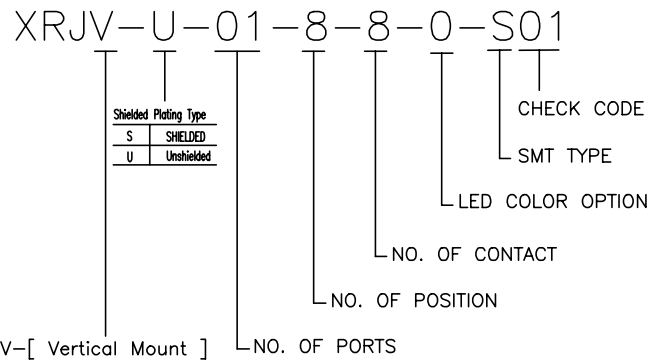 XRJV-U-01-8-8-0-S01
Shielded Plating Type
S SHIELDED
U Unshielded
CHECK CODE
SMT TYPE
LED COLOR OPTION
NO. OF CONTACT
NO. OF POSITION
V-[ Vertical Mount ]
NO. OF PORTS